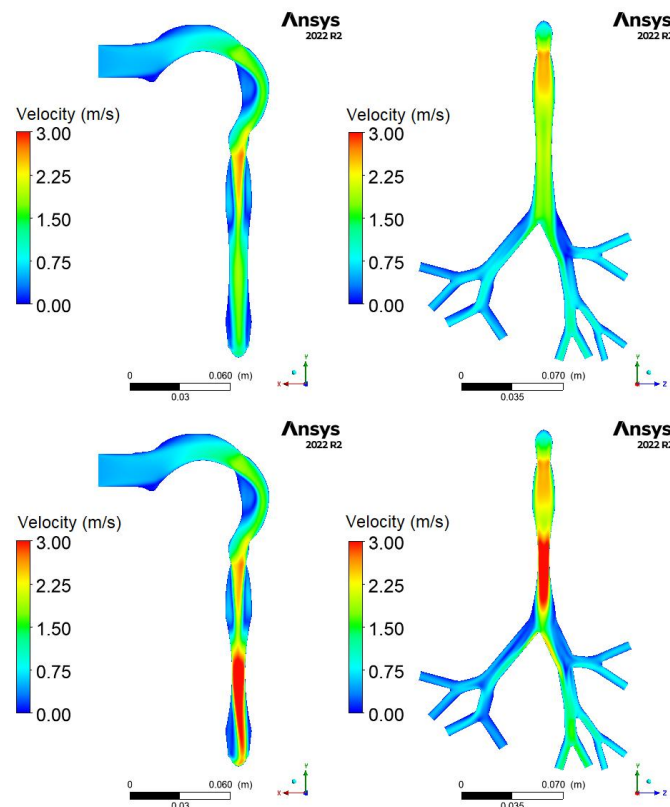 Ansys
2022 R2
Velocity (m/s)
3.00
2.25
1.50
0.75
0.00
0
0.060 (m)
0.03
Y
X
Ansys
2022 R2
Velocity (m/s)
3.00
2.25
1.50
0.75
0.00
0
0.070 (m)
0.035
Y
Z
Ansys
2022 R2
Velocity (m/s)
3.00
2.25
1.50
0.75
0.00
0
0.060 (m)
0.03
Y
X
Ansys
2022 R2
Velocity (m/s)
3.00
2.25
1.50
0.75
0.00
0
0.070 (m)
0.035
Y
Z